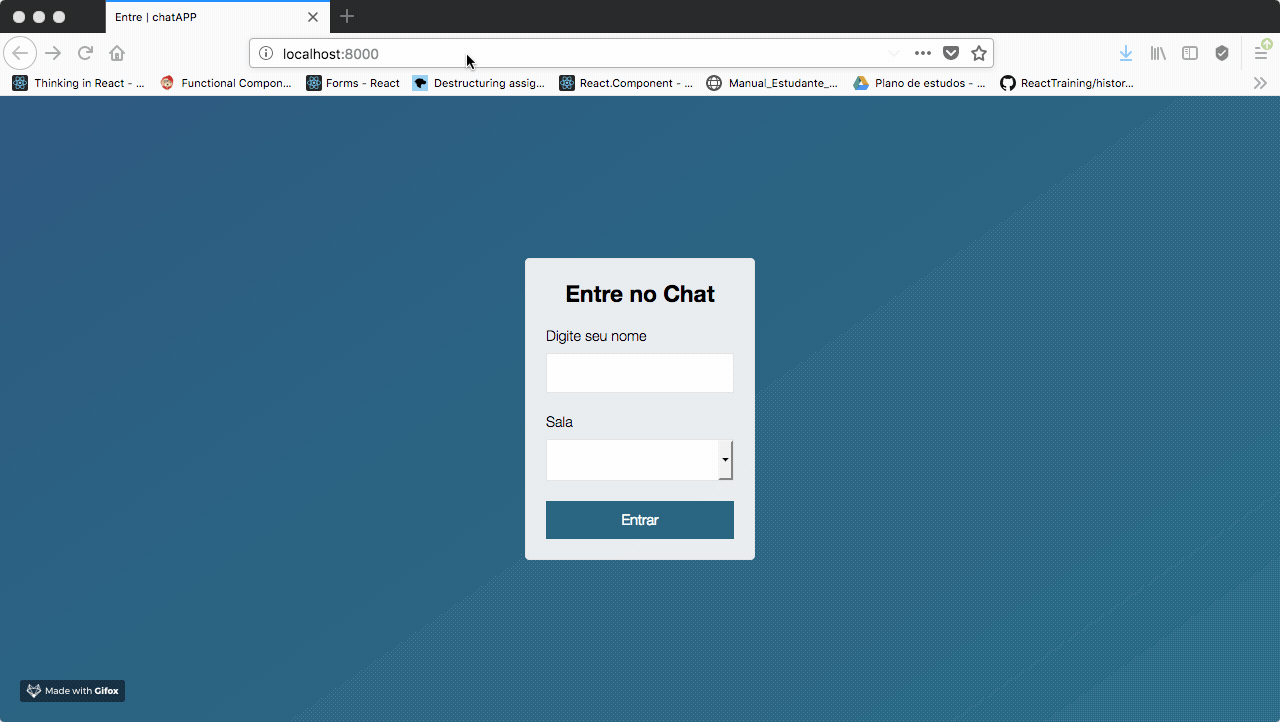 Entre | chatAPP
localhost:8000
Thinking in React - ... Functional Compon... Forms - React Destructuring assig... React.Component - ... Manual_Estudante_... Plano de estudos - ... ReactTraining/histor...
Entre no Chat
Digite seu nome
Sala
Entrar
Made with Gifox